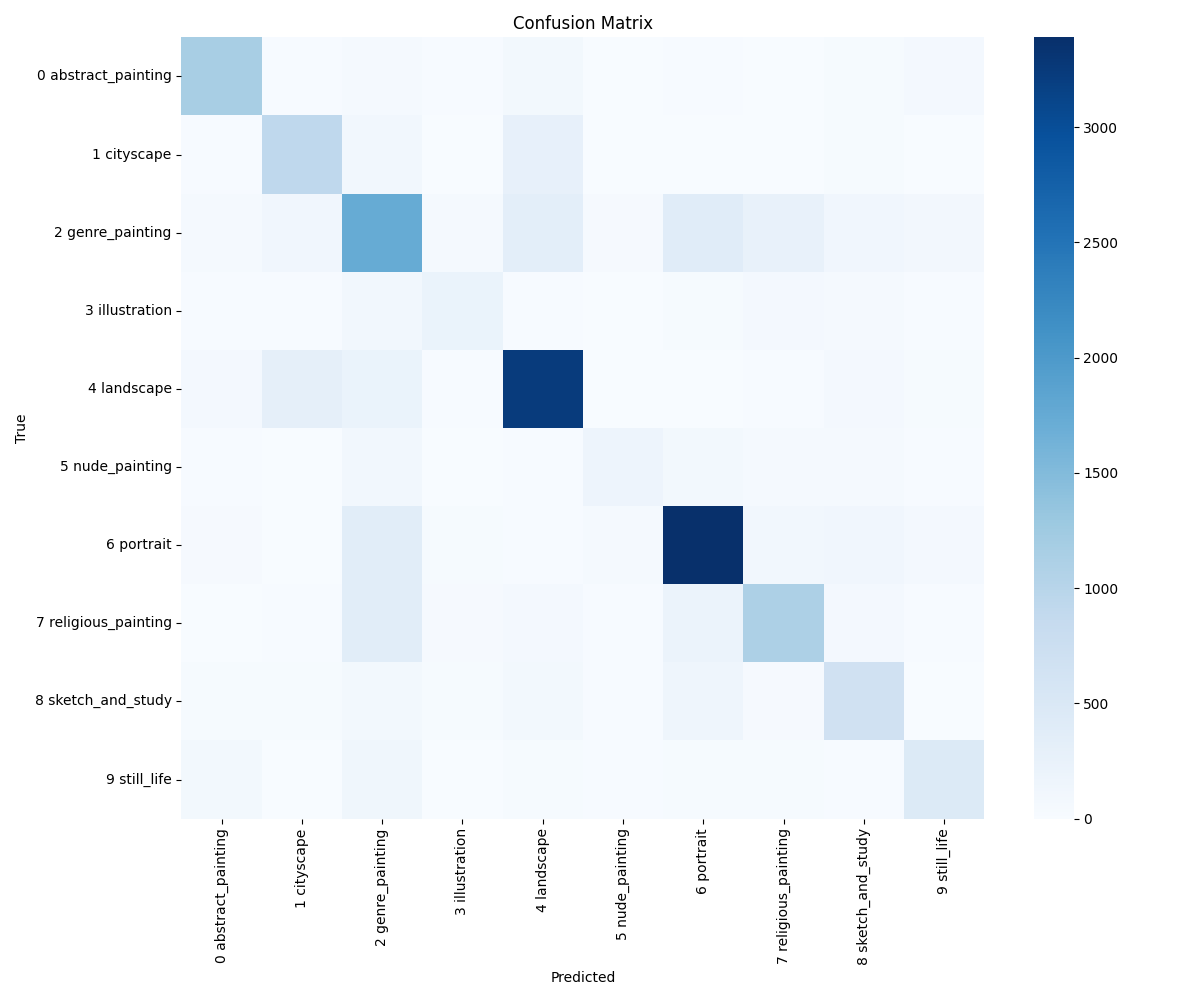 Confusion Matrix
0 abstract_painting
1 cityscape
2 genre_painting
3 illustration
4 landscape
5 nude_painting
6 portrait
7 religious_painting
8 sketch_and_study
9 still_life
True
0 abstract_painting
1 cityscape
2 genre_painting
3 illustration
4 landscape
5 nude_painting
6 portrait
7 religious_painting
8 sketch_and_study
9 still_life
Predicted
3000
2500
2000
1500
1000
500
0